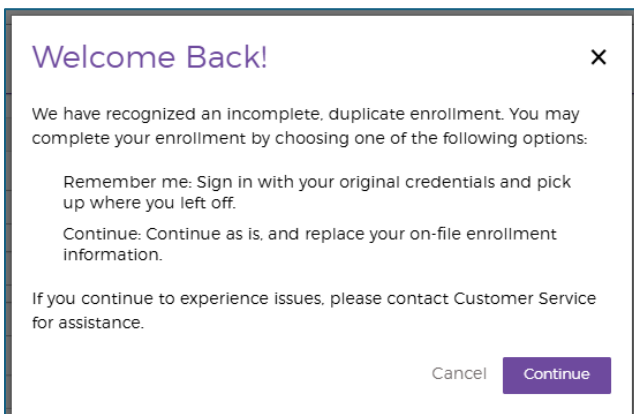 Welcome Back!
We have recognized an incomplete, duplicate enrollment. You may
complete your enrollment by choosing one of the following options:
Remember me: Sign in with your original credentials and pick
up where you left off.
Continue: Continue as is, and replace your on-file enrollment
information.
If you continue to experience issues, please contact Customer Service
for assistance.
Cancel Continue